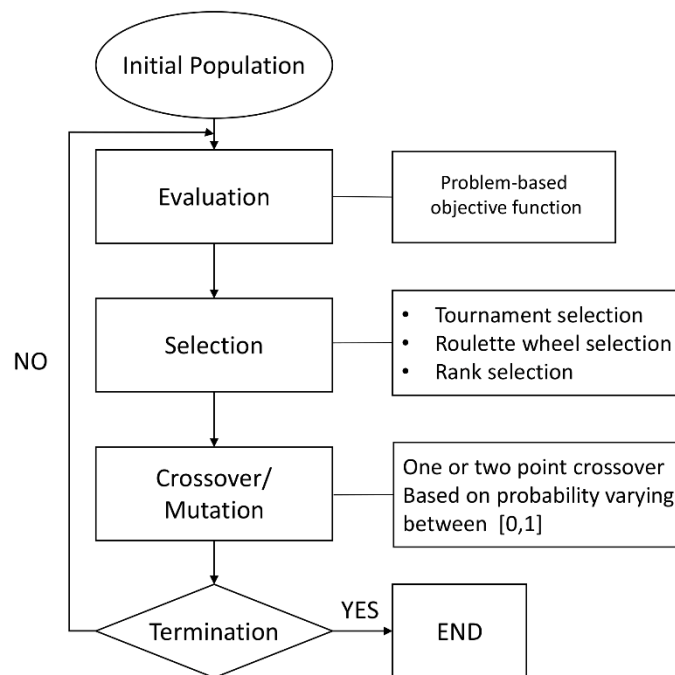 Initial Population
Evaluation
Problem-based
objective function
Selection
• Tournament selection
• Roulette wheel selection
• Rank selection
NO
Crossover/
Mutation
One or two point crossover
Based on probability varying
between [0,1]
Termination
YES
END